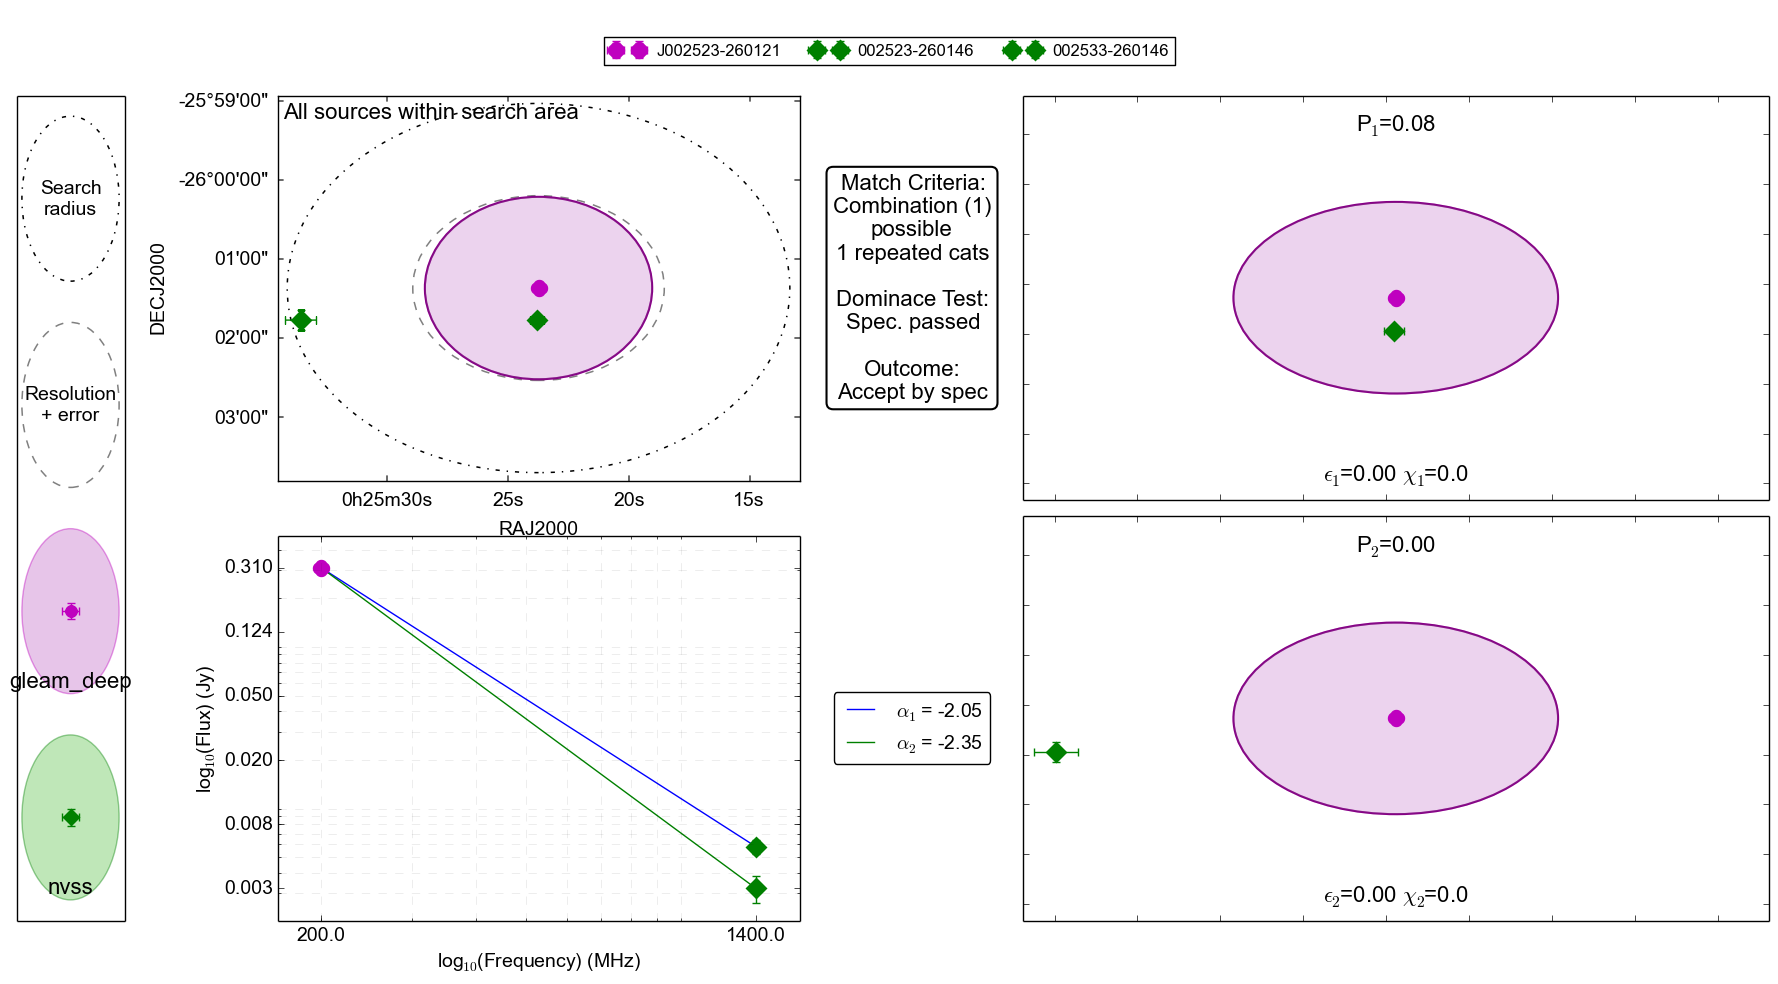 J002523-260121 002523-260146 002533-260146
Search
radius
Resolution
+ error
gleam_deep
nvss
All sources within search area
-25°59'00"
-26°00'00"
01'00"
02'00"
03'00"
DECJ2000
0h25m30s 25s 20s 15s
RAJ2000
Match Criteria:
Combination (1)
possible
1 repeated cats
Dominace Test:
Spec. passed
Outcome:
Accept by spec
P₁=0.08
ϵ₁=0.00 χ₁=0.0
0.310
0.124
0.050
0.020
0.008
0.003
log₁₀(Flux) (Jy)
200.0 1400.0
log₁₀(Frequency) (MHz)
α₁ = -2.05
α₂ = -2.35
P₂=0.00
ϵ₂=0.00 χ₂=0.0